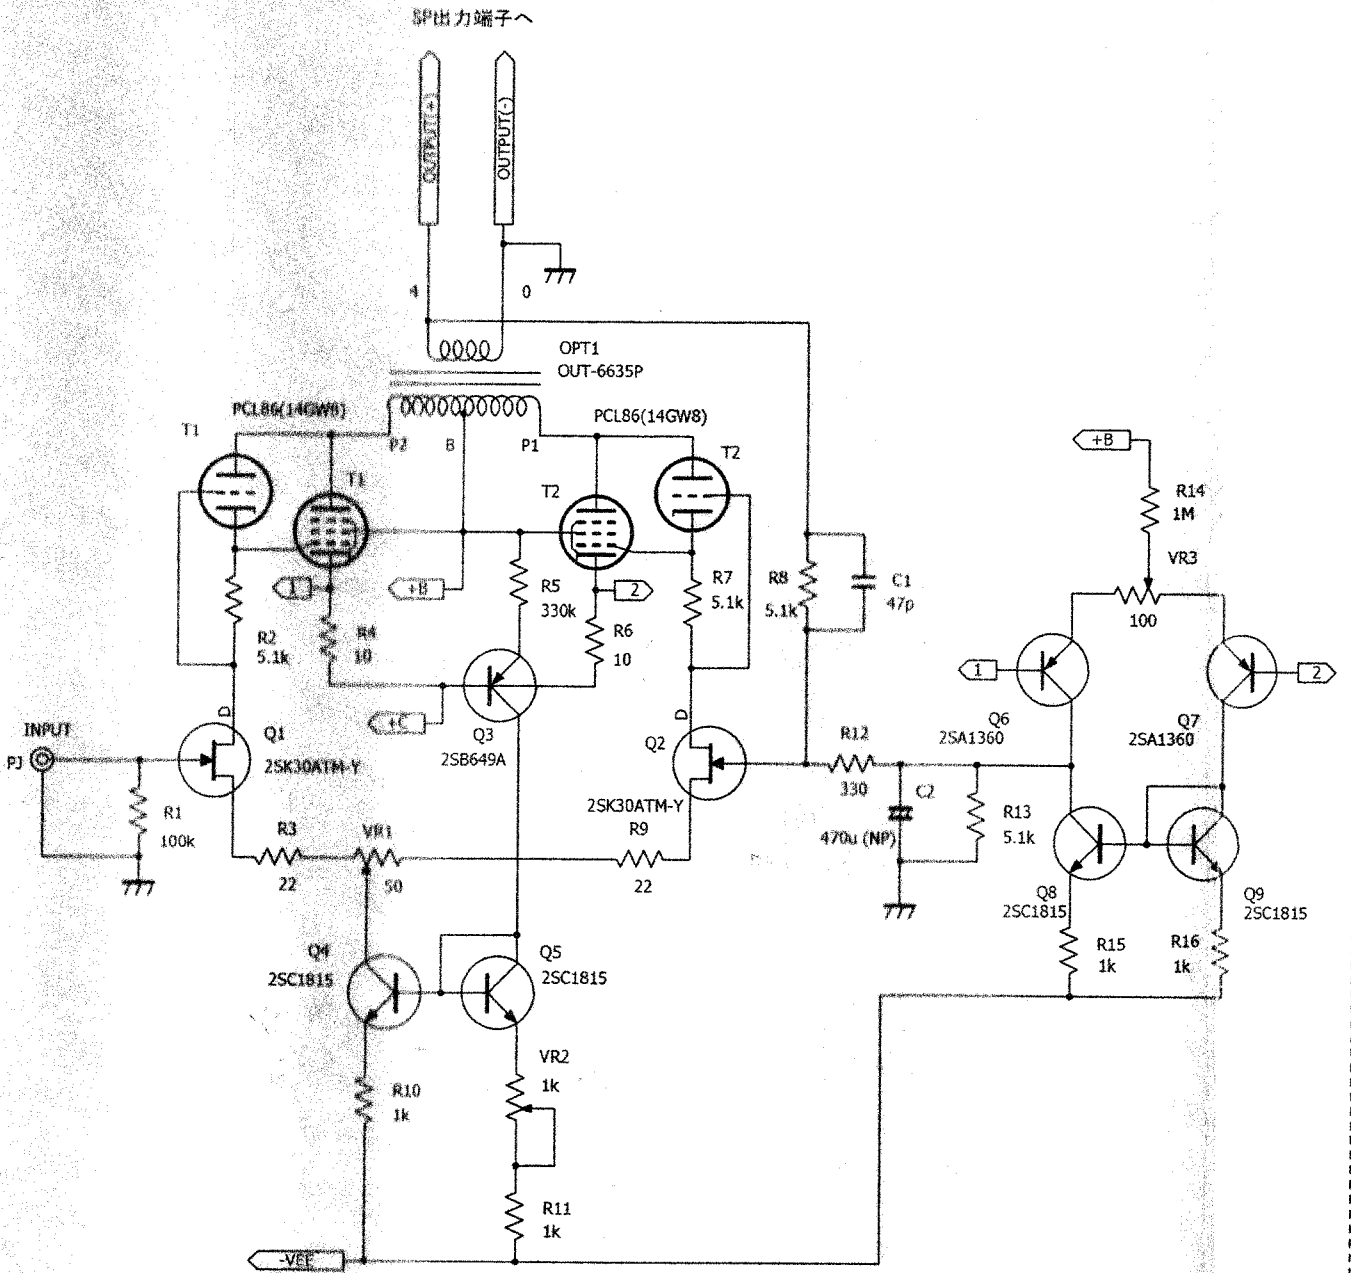 SP出力端子へ
OUTPUT(+)
OUTPUT(-)
4
0
OPT1
OUT-6635P
PCL86(14GW8)
PCL86(14GW8)
T1
P2
B
P1
T2
+B
T1
T2
R14
1M
1
+B
R5
330k
2
R7
5.1k
R8
5.1k
C1
47p
VR3
100
R2
5.1k
R4
10
R6
10
1
2
D
+C
D
Q3
2SB649A
Q6
2SA1360
Q7
2SA1360
INPUT
PJ
Q1
2SK30ATM-Y
Q2
2SK30ATM-Y
R12
330
C2
470u (NP)
R13
5.1k
R1
100k
R3
22
VR1
50
R9
22
Q8
2SC1815
Q9
2SC1815
Q4
2SC1815
Q5
2SC1815
R15
1k
R16
1k
VR2
1k
R10
1k
R11
1k
-VEE